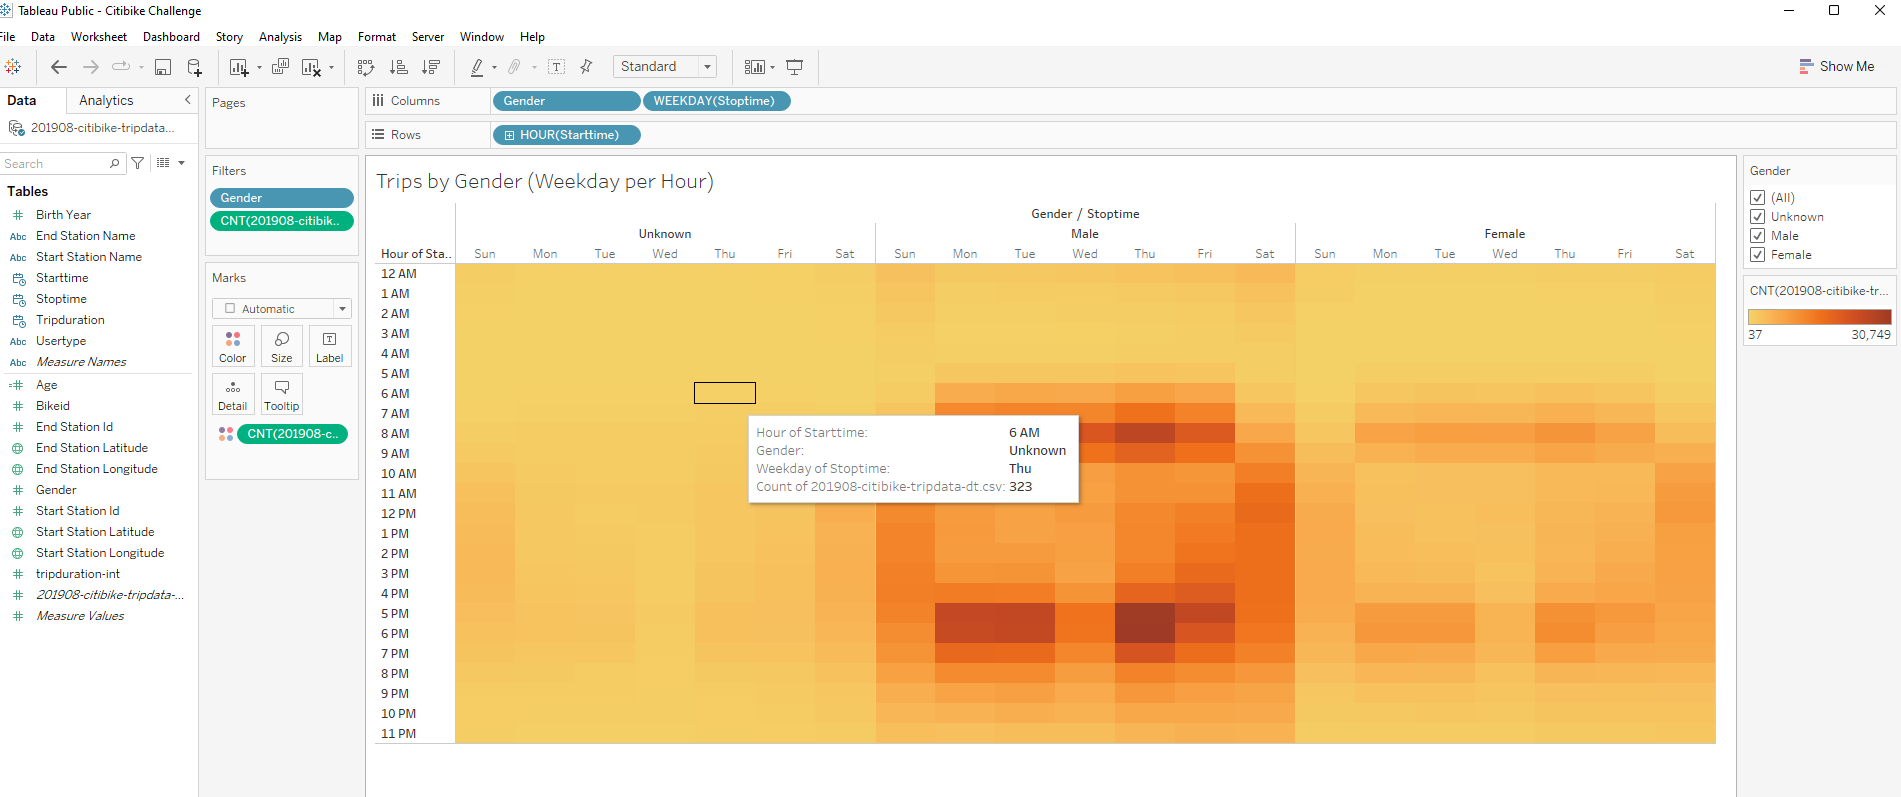 Tableau Public - Citibike Challenge
File Data Worksheet Dashboard Story Analysis Map Format Server Window Help
Standard
Show Me
Data Analytics
201908-citibike-tripdata...
Search
Tables
Birth Year
Abc End Station Name
Abc Start Station Name
Starttime
Stoptime
Tripduration
Abc Usertype
Abc Measure Names
Age
Bikeid
End Station Id
End Station Latitude
End Station Longitude
Gender
Start Station Id
Start Station Latitude
Start Station Longitude
tripduration-int
201908-citibike-tripdata-...
Measure Values
Pages
Filters
Gender
CNT(201908-citibik..
Marks
Automatic
Color Size Label
Detail Tooltip
CNT(201908-c..
Columns Gender WEEKDAY(Stoptime)
Rows HOUR(Starttime)
Trips by Gender (Weekday per Hour)
Gender / Stoptime
Unknown Male Female
Hour of Sta.. Sun Mon Tue Wed Thu Fri Sat Sun Mon Tue Wed Thu Fri Sat Sun Mon Tue Wed Thu Fri Sat
12 AM
1 AM
2 AM
3 AM
4 AM
5 AM
6 AM
7 AM
8 AM
9 AM
10 AM
11 AM
12 PM
1 PM
2 PM
3 PM
4 PM
5 PM
6 PM
7 PM
8 PM
9 PM
10 PM
11 PM
Hour of Starttime: 6 AM
Gender: Unknown
Weekday of Stoptime: Thu
Count of 201908-citibike-tripdata-dt.csv: 323
Gender
(All)
Unknown
Male
Female
CNT(201908-citibike-tr...
37 30,749